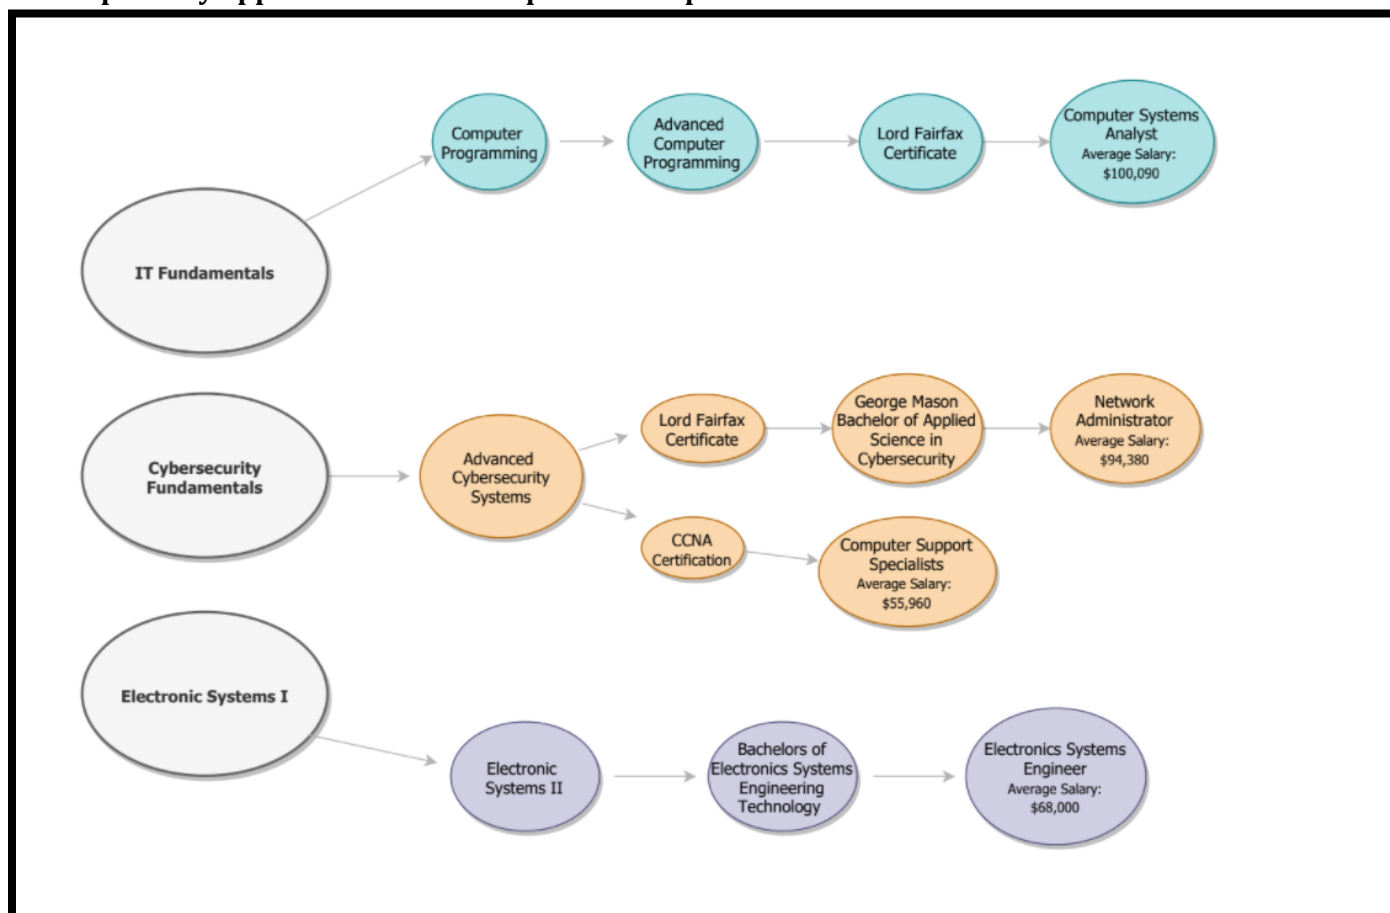 Computer
Programming
Advanced
Computer
Programming
Lord Fairfax
Certificate
Computer Systems
Analyst
Average Salary:
$100,090
IT Fundamentals
Cybersecurity
Fundamentals
Advanced
Cybersecurity
Systems
Lord Fairfax
Certificate
George Mason
Bachelor of Applied
Science in
Cybersecurity
Network
Administrator
Average Salary:
$94,380
CCNA
Certification
Computer Support
Specialists
Average Salary:
$55,960
Electronic Systems I
Electronic
Systems II
Bachelors of
Electronics Systems
Engineering
Technology
Electronics Systems
Engineer
Average Salary:
$68,000